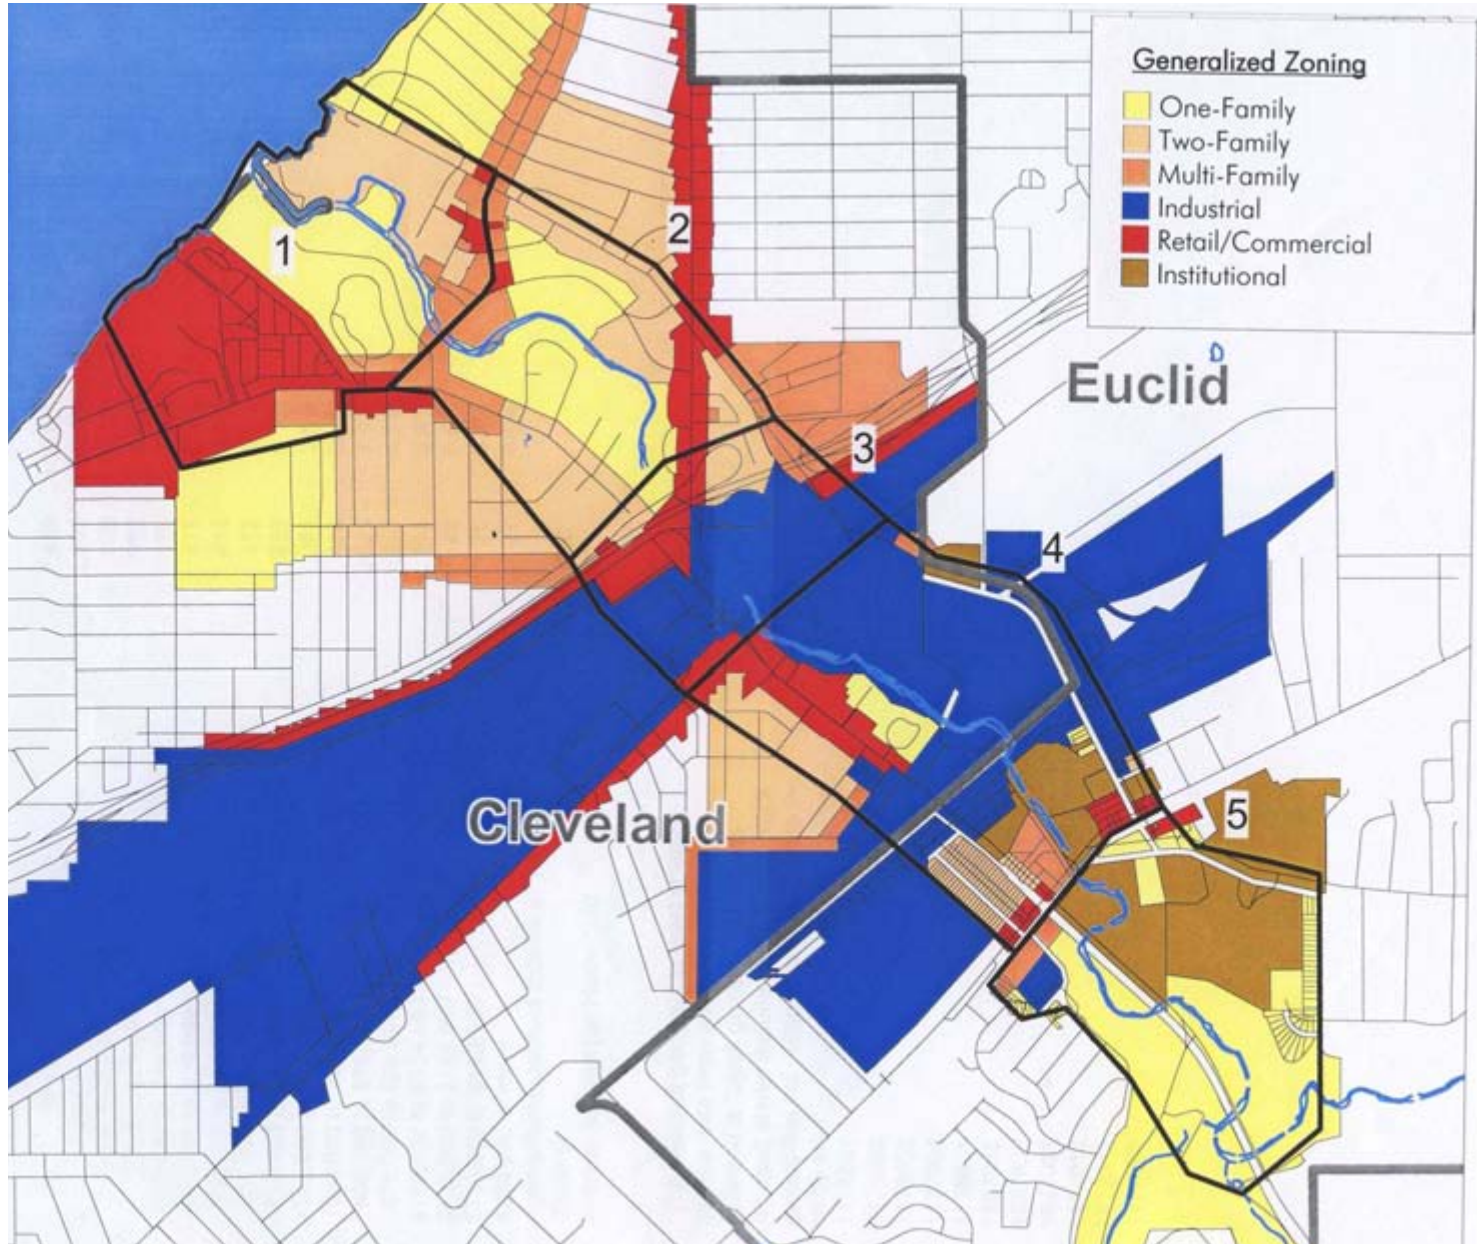 Generalized Zoning
One-Family
Two-Family
Multi-Family
Industrial
Retail/Commercial
Institutional
1
2
3
4
5
Euclid
Cleveland